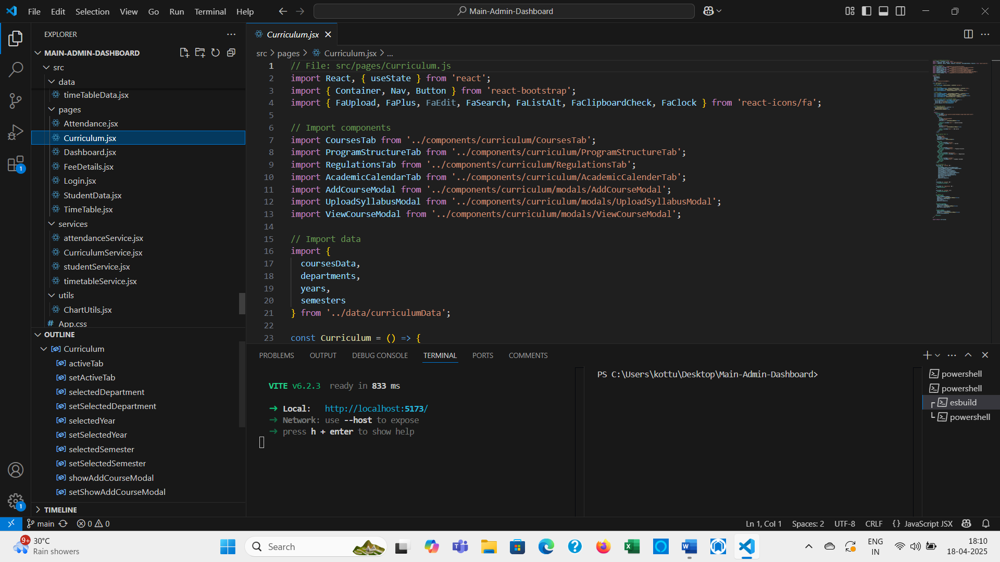 File Edit Selection View Go Run Terminal Help
Main-Admin-Dashboard
EXPLORER
MAIN-ADMIN-DASHBOARD
src
data
timeTableData.jsx
pages
Attendance.jsx
Curriculum.jsx
Dashboard.jsx
FeeDetails.jsx
Login.jsx
StudentData.jsx
TimeTable.jsx
services
attendanceService.jsx
CurriculumService.jsx
studentService.jsx
timetableService.jsx
utils
ChartUtils.jsx
# App.css
OUTLINE
Curriculum
activeTab
setActiveTab
selectedDepartment
setSelectedDepartment
selectedYear
setSelectedYear
selectedSemester
setSelectedSemester
showAddCourseModal
setShowAddCourseModal
TIMELINE
1
1
Curriculum.jsx
src > pages > Curriculum.jsx > ...
1 // File: src/pages/Curriculum.js
2 import React, { useState } from 'react';
3 import { Container, Nav, Button } from 'react-bootstrap';
4 import { FaUpload, FaPlus, FaEdit, FaSearch, FaListAlt, FaClipboardCheck, FaClock } from 'react-icons/fa';
5
6 // Import components
7 import CoursesTab from '../components/curriculum/CoursesTab';
8 import ProgramStructureTab from '../components/curriculum/ProgramStructureTab';
9 import RegulationsTab from '../components/curriculum/RegulationsTab';
10 import AcademicCalendarTab from '../components/curriculum/AcademicCalenderTab';
11 import AddCourseModal from '../components/curriculum/modals/AddCourseModal';
12 import UploadSyllabusModal from '../components/curriculum/modals/UploadSyllabusModal';
13 import ViewCourseModal from '../components/curriculum/modals/ViewCourseModal';
14
15 // Import data
16 import {
17 coursesData,
18 departments,
19 years,
20 semesters
21 } from '../data/curriculumData';
22
23 const Curriculum = () => {
PROBLEMS OUTPUT DEBUG CONSOLE TERMINAL PORTS COMMENTS
VITE v6.2.3 ready in 833 ms
➜ Local: http://localhost:5173/
➜ Network: use --host to expose
➜ press h + enter to show help
PS C:\Users\kottu\Desktop\Main-Admin-Dashboard>
powershell
powershell
esbuild
powershell
main 0 0
Ln 1, Col 1 Spaces: 2 UTF-8 CRLF {} JavaScript JSX
9+
30°C
Rain showers
Search
ENG
IN
18:10
18-04-2025